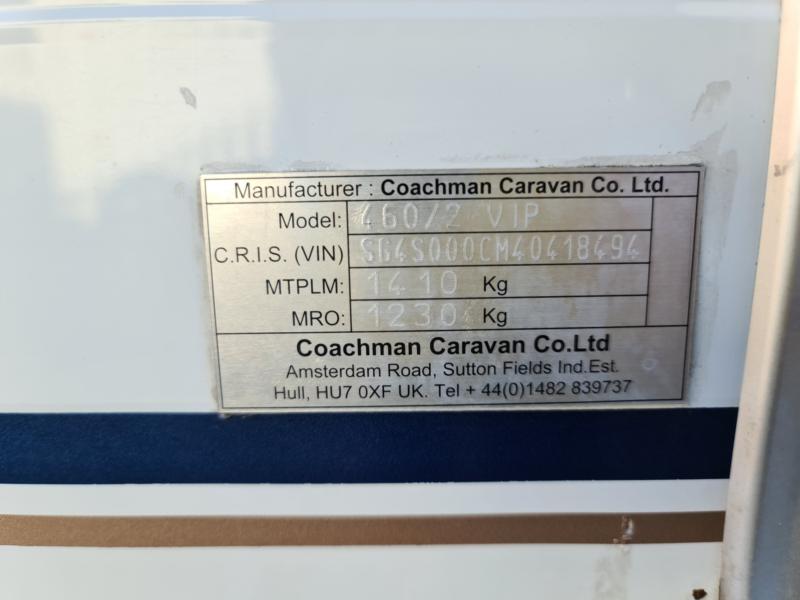 Manufacturer : Coachman Caravan Co. Ltd.
Model: 460/2 VIP
C.R.I.S. (VIN) SG4S000CM40418494
MTPLM: 1410 Kg
MRO: 1230 Kg
Coachman Caravan Co.Ltd
Amsterdam Road, Sutton Fields Ind.Est.
Hull, HU7 0XF UK. Tel + 44(0)1482 839737